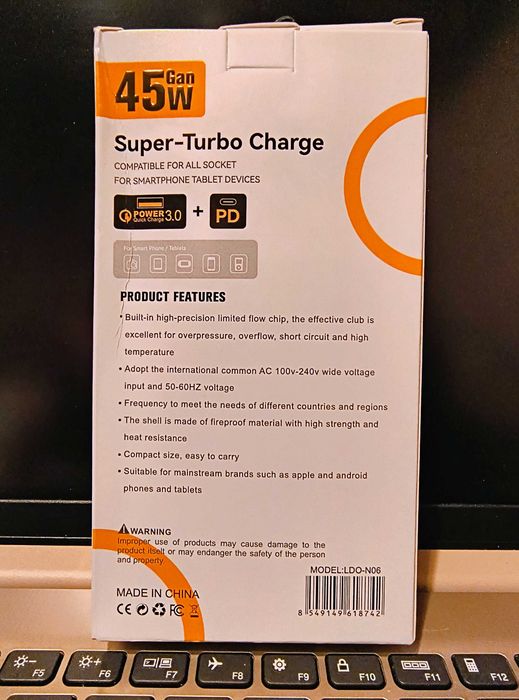 45W Gan
Super-Turbo Charge
COMPATIBLE FOR ALL SOCKET
FOR SMARTPHONE TABLET DEVICES
POWER 3.0 + PD
Quick Charge
For Smart Phone / Tablets
PRODUCT FEATURES
• Built-in high-precision limited flow chip, the effective club is
excellent for overpressure, overflow, short circuit and high
temperature
• Adopt the international common AC 100v-240v wide voltage
input and 50-60HZ voltage
• Frequency to meet the needs of different countries and regions
• The shell is made of fireproof material with high strength and
heat resistance
• Compact size, easy to carry
• Suitable for mainstream brands such as apple and android
phones and tablets
WARNING
Improper use of products may cause damage to the
product itselt or may endanger the safety of the person
and property
MODEL:LDO-N06
MADE IN CHINA
CE FC
8 549149 618742
F5 F6 F7 F8 F9 F10 F11 F12